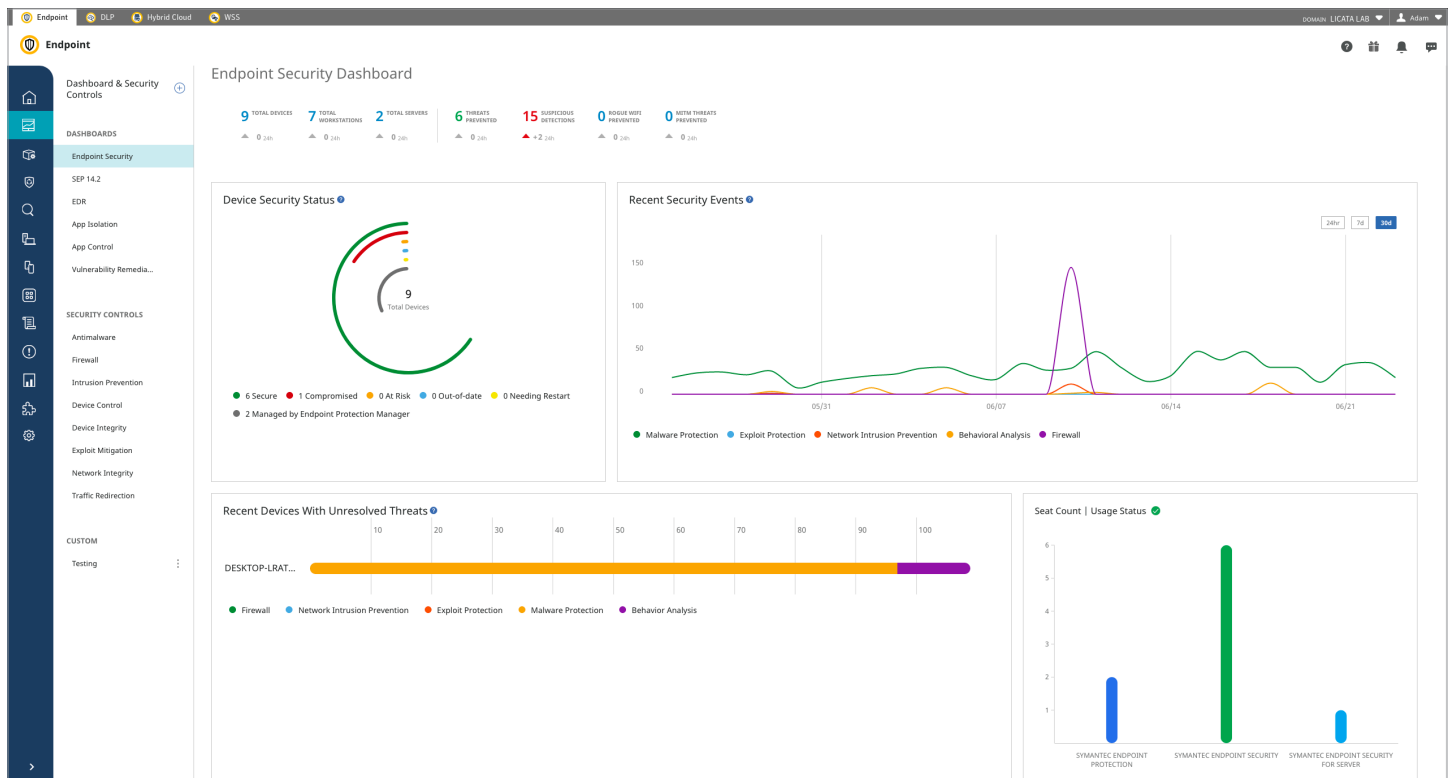 Endpoint DLP Hybrid Cloud WSS DOMAIN LICATA LAB Adam
Endpoint
Dashboard & Security
Controls
DASHBOARDS
Endpoint Security
SEP 14.2
EDR
App Isolation
App Control
Vulnerability Remedia...
SECURITY CONTROLS
Antimalware
Firewall
Intrusion Prevention
Device Control
Device Integrity
Exploit Mitigation
Network Integrity
Traffic Redirection
CUSTOM
Testing
Endpoint Security Dashboard
9 TOTAL DEVICES
0 24h
7 TOTAL WORKSTATIONS
0 24h
2 TOTAL SERVERS
0 24h
6 THREATS PREVENTED
0 24h
15 SUSPICIOUS DETECTIONS
+2 24h
0 ROGUE WIFI PREVENTED
0 24h
0 MITM THREATS PREVENTED
0 24h
Device Security Status
9
Total Devices
6 Secure 1 Compromised 0 At Risk 0 Out-of-date 0 Needing Restart
2 Managed by Endpoint Protection Manager
Recent Security Events
24hr 7d 30d
150
100
50
0
05/31 06/07 06/14 06/21
Malware Protection Exploit Protection Network Intrusion Prevention Behavioral Analysis Firewall
Recent Devices With Unresolved Threats
10 20 30 40 50 60 70 80 90 100
DESKTOP-LRAT...
Firewall Network Intrusion Prevention Exploit Protection Malware Protection Behavior Analysis
Seat Count | Usage Status
6
5
4
3
2
1
SYMANTEC ENDPOINT
PROTECTION
SYMANTEC ENDPOINT SECURITY
SYMANTEC ENDPOINT SECURITY
FOR SERVER